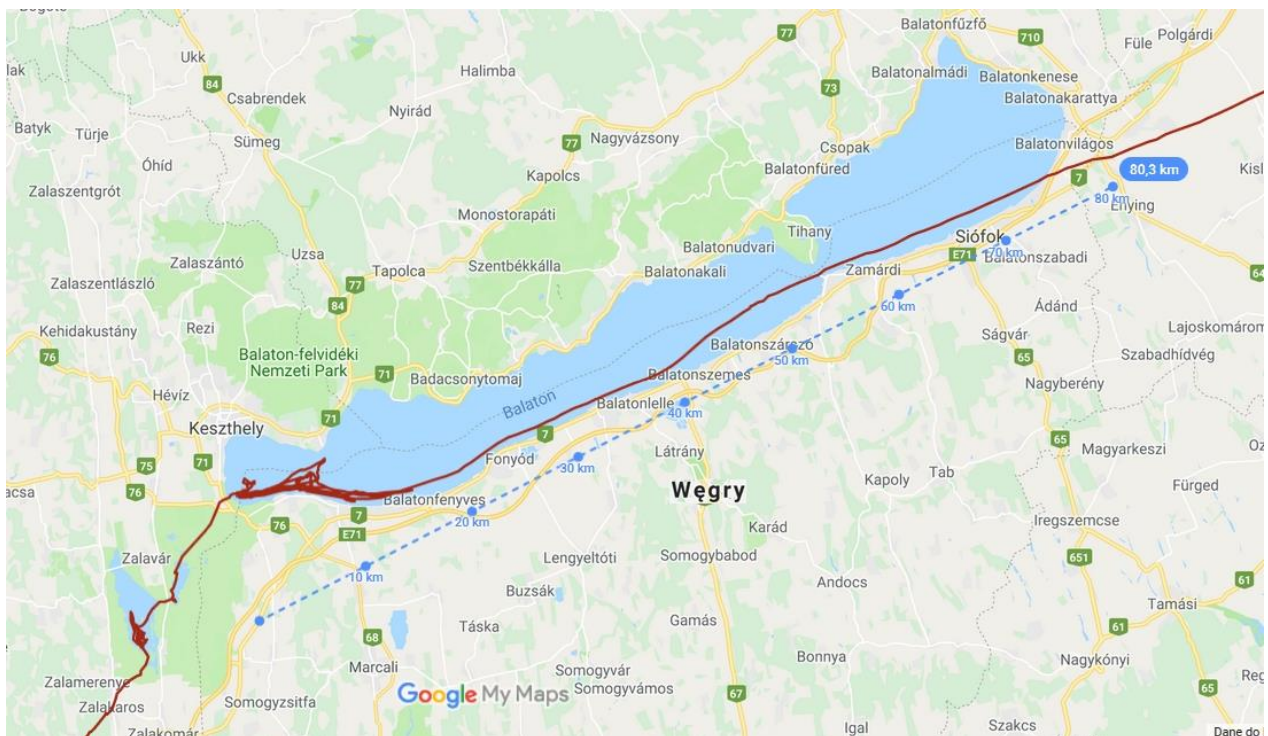 Balatonfűzfő
710
Polgárdi
Füle
77
Ukk
Halimba
Balatonalmádi
Balatonkenese
84
73
Balatonakarattya
Csabrendek
Nyírád
Batyk
Türje
Sümeg
Nagyvázsony
Csopak
Balatonvilágos
77
Óhíd
Balatonfüred
80,3 km
Kapolcs
7
Zalaszentgrót
80 km
Enying
Monostorapáti
Tihany
Siófok
Uzsa
Balatonudvari
70 km
Zalaszántó
Szentbékkálla
E71
Balatonszabadi
Tapolca
Balatonakali
Zamárdi
64
Zalaszentlászló
77
84
60 km
Ádánd
Rezi
Kehidakustány
76
Ságvár
Lajoskomárom
Balatonszárszó
Balaton-felvidéki
Nemzeti Park
50 km
65
Szabadhídvég
71
Badacsonytomaj
Balatonszemes
Nagyberény
Hévíz
Balaton
Balatonlelle
40 km
71
Keszthely
7
65
Látrány
Magyarkeszi
75
71
Fonyód
30 km
Tab
76
Węgry
Kapoly
Fürged
Balatonfenyves
76
7
20 km
Karád
Iregszemcse
E71
Zalavár
Lengyeltóti
Somogybabod
651
10 km
Andocs
61
Buzsák
Tamási
Táska
Gamás
61
68
Bonnya
Nagykónyi
Marcali
Somogyvár
Zalamerenye
Google My Maps
Somogyvámos
65
Zalakaros
Somogyzsitfa
67
Igal
Szakcs
Zalakomár
Dane do